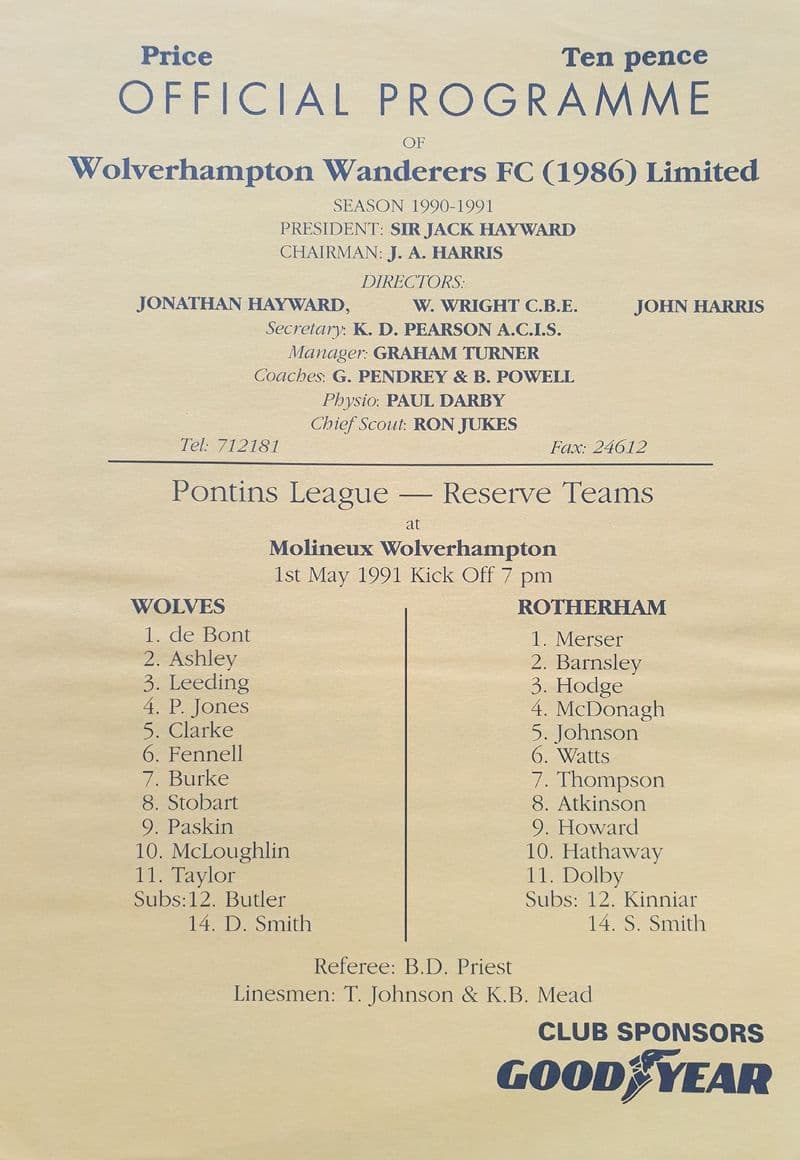 Price Ten pence
OFFICIAL PROGRAMME
OF
Wolverhampton Wanderers FC (1986) Limited
SEASON 1990-1991
PRESIDENT: SIR JACK HAYWARD
CHAIRMAN: J. A. HARRIS
DIRECTORS:
JONATHAN HAYWARD, W. WRIGHT C.B.E. JOHN HARRIS
Secretary: K. D. PEARSON A.C.I.S.
Manager: GRAHAM TURNER
Coaches: G. PENDREY & B. POWELL
Physio: PAUL DARBY
Chief Scout: RON JUKES
Tel: 712181 Fax: 24612
Pontins League — Reserve Teams
at
Molineux Wolverhampton
1st May 1991 Kick Off 7 pm
WOLVES
1. de Bont
2. Ashley
3. Leeding
4. P. Jones
5. Clarke
6. Fennell
7. Burke
8. Stobart
9. Paskin
10. McLoughlin
11. Taylor
Subs:12. Butler
14. D. Smith
ROTHERHAM
1. Merser
2. Barnsley
3. Hodge
4. McDonagh
5. Johnson
6. Watts
7. Thompson
8. Atkinson
9. Howard
10. Hathaway
11. Dolby
Subs: 12. Kinniar
14. S. Smith
Referee: B.D. Priest
Linesmen: T. Johnson & K.B. Mead
CLUB SPONSORS
GOODYEAR